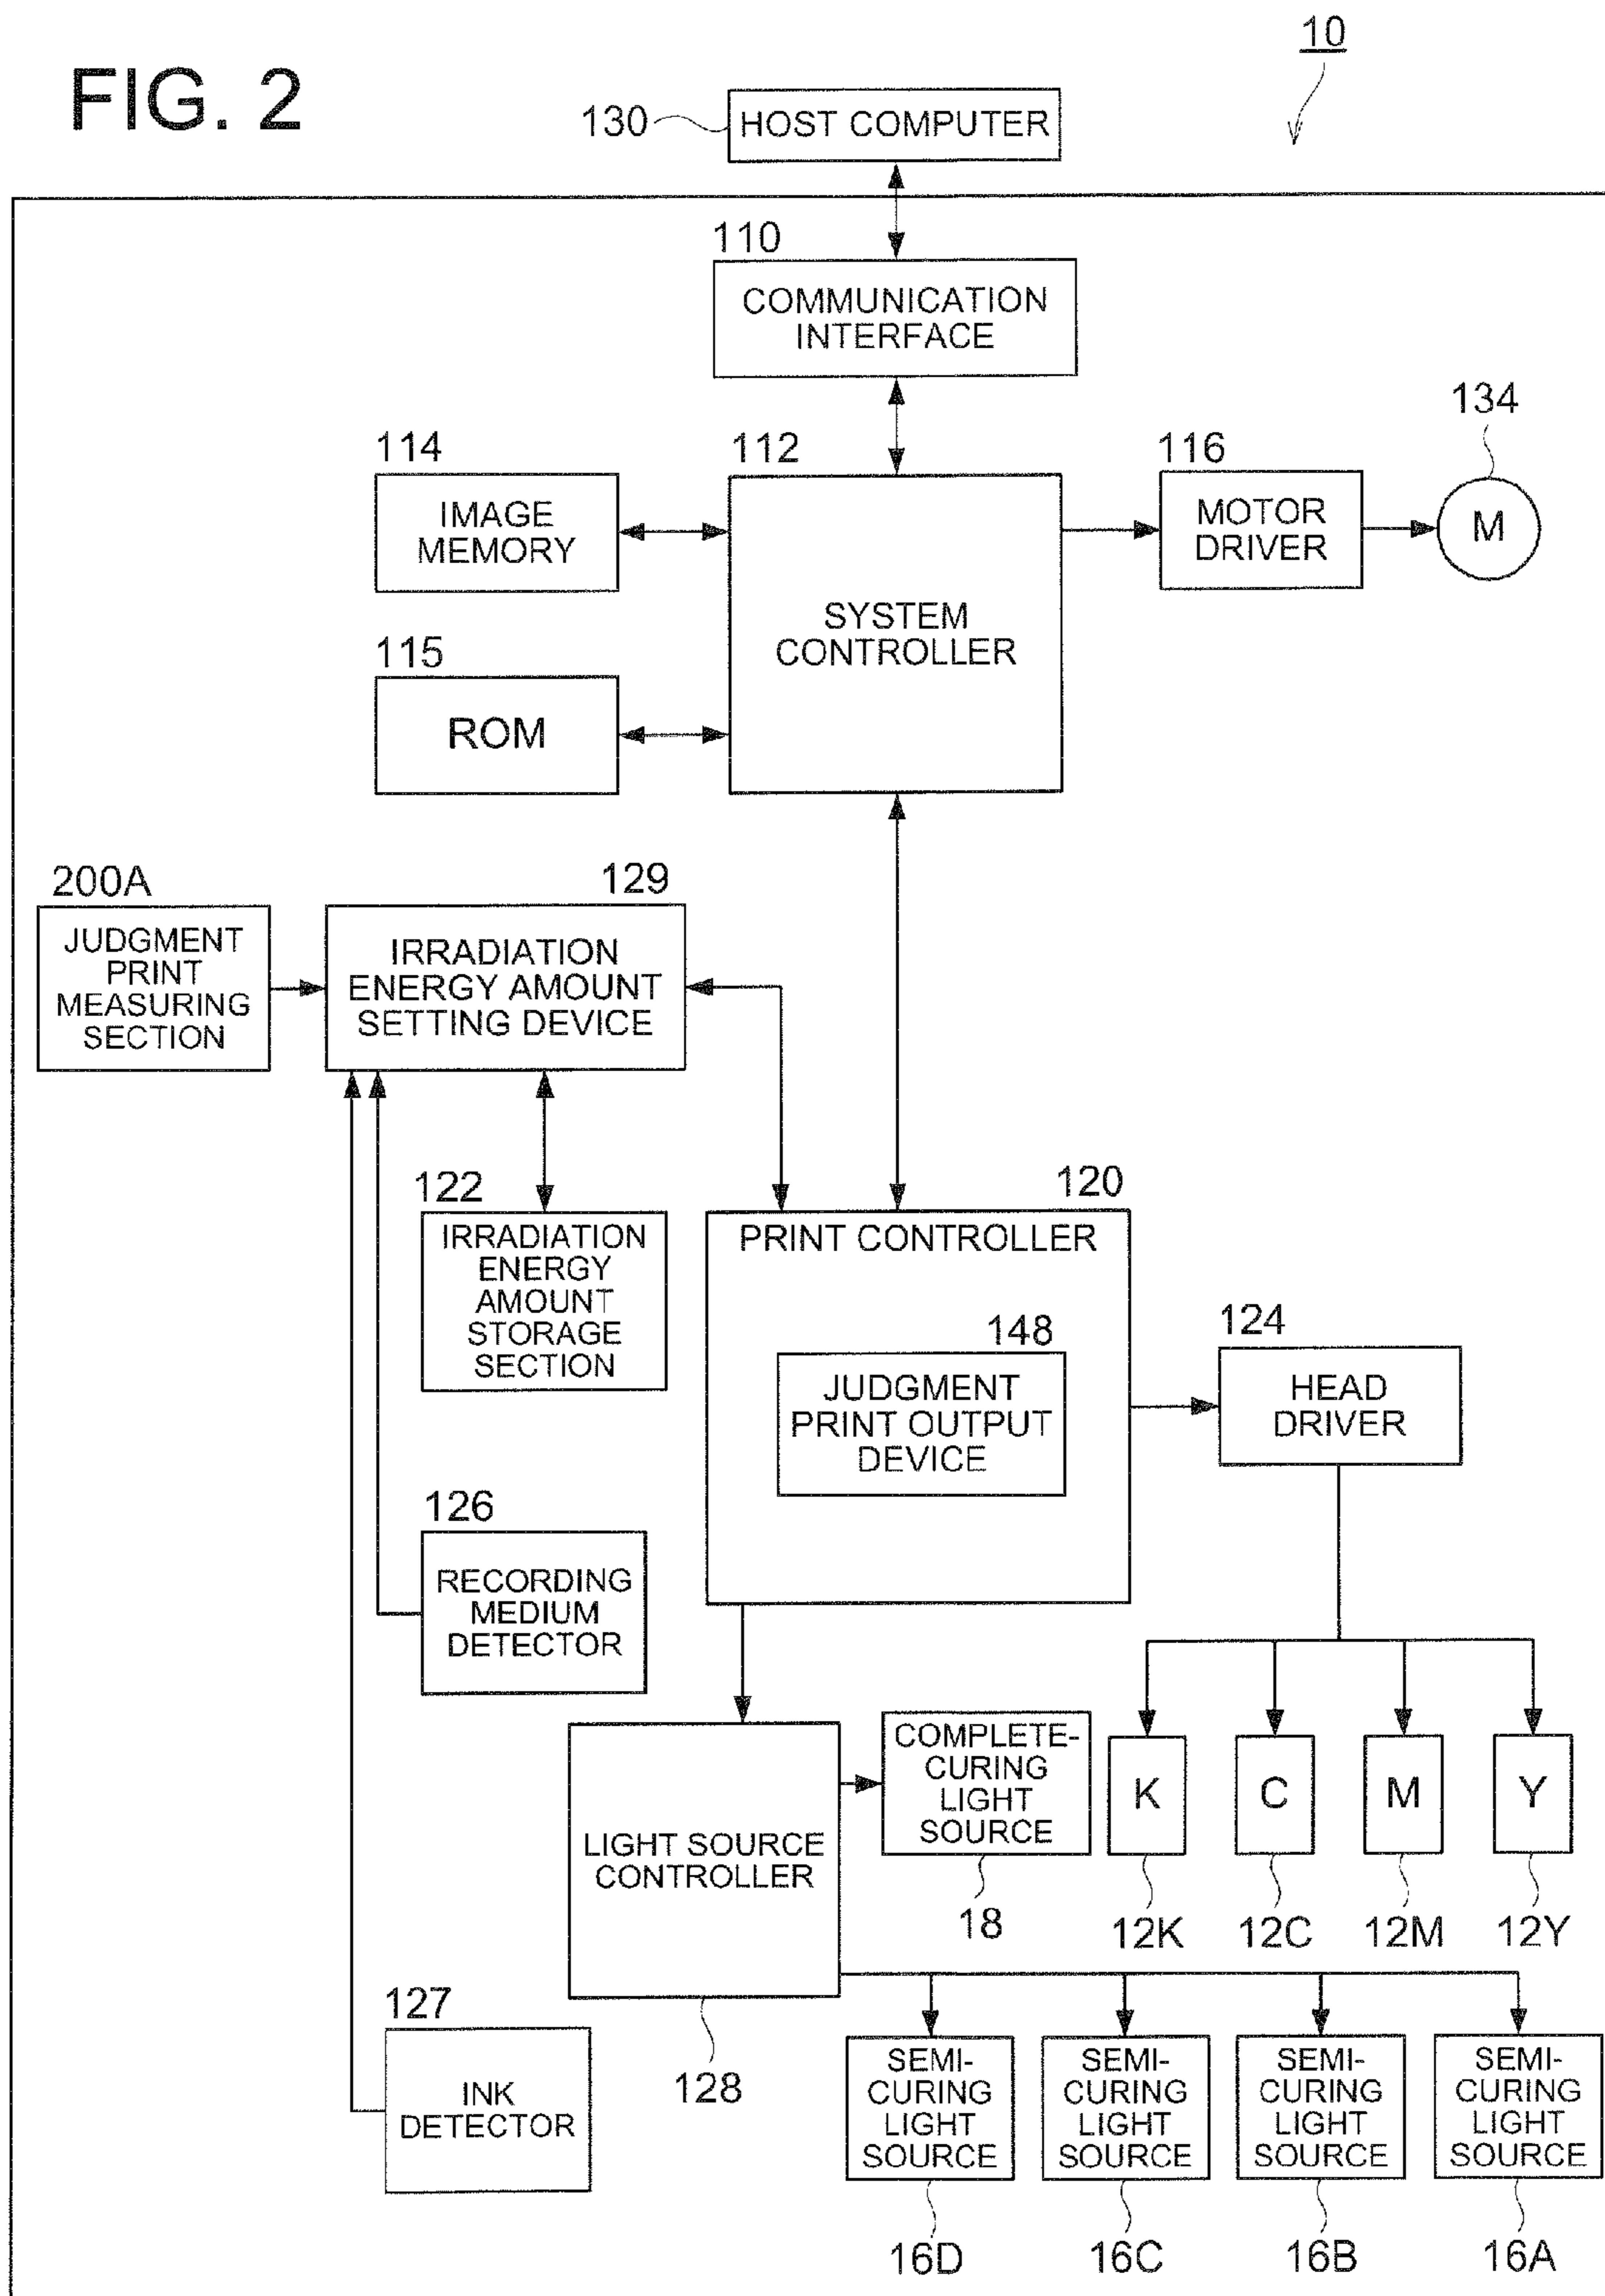 FIG. 2
10
130
HOST COMPUTER
110
COMMUNICATION
INTERFACE
134
114
112
116
IMAGE
MEMORY
SYSTEM
CONTROLLER
MOTOR
DRIVER
M
115
ROM
200A
129
JUDGMENT
PRINT
MEASURING
SECTION
IRRADIATION
ENERGY AMOUNT
SETTING DEVICE
122
IRRADIATION
ENERGY
AMOUNT
STORAGE
SECTION
120
PRINT CONTROLLER
148
JUDGMENT
PRINT OUTPUT
DEVICE
124
HEAD
DRIVER
126
RECORDING
MEDIUM
DETECTOR
LIGHT SOURCE
CONTROLLER
128
COMPLETE-
CURING
LIGHT
SOURCE
18
K
C
M
Y
12K
12C
12M
12Y
127
INK
DETECTOR
SEMI-
CURING
LIGHT
SOURCE
16D
SEMI-
CURING
LIGHT
SOURCE
16C
SEMI-
CURING
LIGHT
SOURCE
16B
SEMI-
CURING
LIGHT
SOURCE
16A